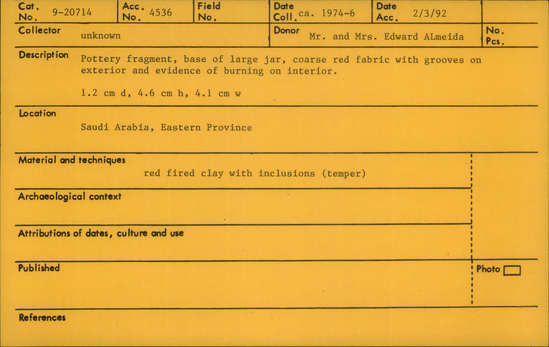 Cat. No. 9-20714 Acc. No. 4536 Field No. Date Coll. ca. 1974-6 Date Acc. 2/3/92
Collector unknown Donor Mr. and Mrs. Edward ALmeida No. Pcs.
Description Pottery fragment, base of large jar, coarse red fabric with grooves on
exterior and evidence of burning on interior.
1.2 cm d, 4.6 cm h, 4.1 cm w
Location
Saudi Arabia, Eastern Province
Material and techniques
red fired clay with inclusions (temper)
Archaeological context
Attributions of dates, culture and use
Published Photo
References